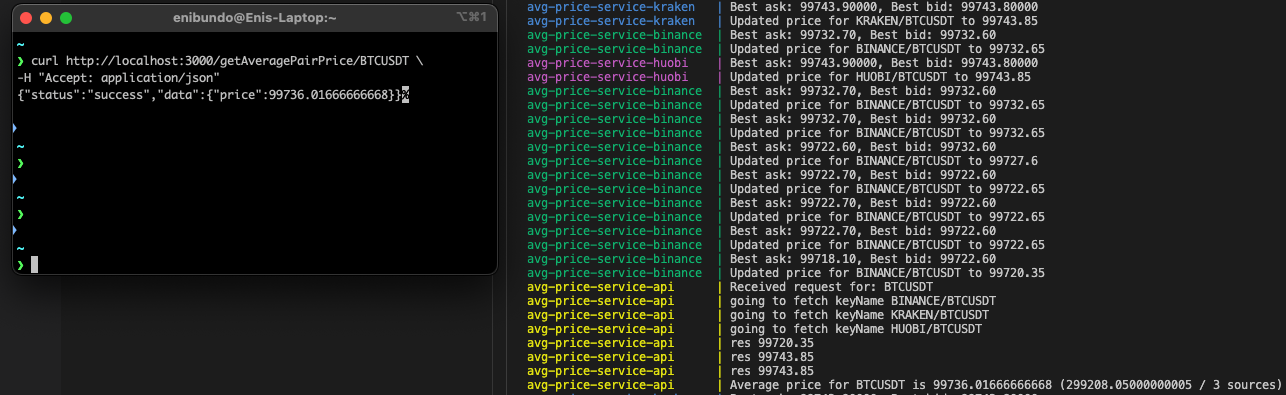 enibundo@Enis-Laptop:~
⌥⌘1
~
❯ curl http://localhost:3000/getAveragePairPrice/BTCUSDT \
-H "Accept: application/json"
{"status":"success","data":{"price":99736.01666666668}}%
~
❯
~
❯
~
❯
avg-price-service-kraken | Best ask: 99743.90000, Best bid: 99743.80000
avg-price-service-kraken | Updated price for KRAKEN/BTCUSDT to 99743.85
avg-price-service-binance | Best ask: 99732.70, Best bid: 99732.60
avg-price-service-binance | Updated price for BINANCE/BTCUSDT to 99732.65
avg-price-service-huobi | Best ask: 99743.90000, Best bid: 99743.80000
avg-price-service-huobi | Updated price for HUOBI/BTCUSDT to 99743.85
avg-price-service-binance | Best ask: 99732.70, Best bid: 99732.60
avg-price-service-binance | Updated price for BINANCE/BTCUSDT to 99732.65
avg-price-service-binance | Best ask: 99732.70, Best bid: 99732.60
avg-price-service-binance | Updated price for BINANCE/BTCUSDT to 99732.65
avg-price-service-binance | Best ask: 99722.60, Best bid: 99732.60
avg-price-service-binance | Updated price for BINANCE/BTCUSDT to 99727.6
avg-price-service-binance | Best ask: 99722.70, Best bid: 99722.60
avg-price-service-binance | Updated price for BINANCE/BTCUSDT to 99722.65
avg-price-service-binance | Best ask: 99722.70, Best bid: 99722.60
avg-price-service-binance | Updated price for BINANCE/BTCUSDT to 99722.65
avg-price-service-binance | Best ask: 99722.70, Best bid: 99722.60
avg-price-service-binance | Updated price for BINANCE/BTCUSDT to 99722.65
avg-price-service-binance | Best ask: 99718.10, Best bid: 99722.60
avg-price-service-binance | Updated price for BINANCE/BTCUSDT to 99720.35
avg-price-service-api | Received request for: BTCUSDT
avg-price-service-api | going to fetch keyName BINANCE/BTCUSDT
avg-price-service-api | going to fetch keyName KRAKEN/BTCUSDT
avg-price-service-api | going to fetch keyName HUOBI/BTCUSDT
avg-price-service-api | res 99720.35
avg-price-service-api | res 99743.85
avg-price-service-api | res 99743.85
avg-price-service-api | Average price for BTCUSDT is 99736.01666666668 (299208.05000000005 / 3 sources)